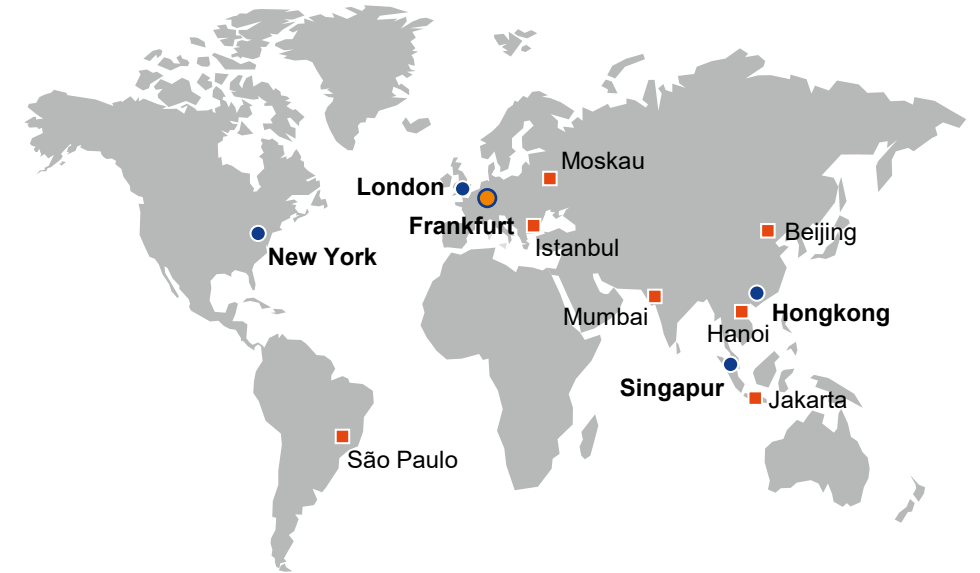 Moskau
London
Frankfurt
Istanbul
Beijing
New York
Mumbai
Hongkong
Hanoi
Singapur
Jakarta
São Paulo